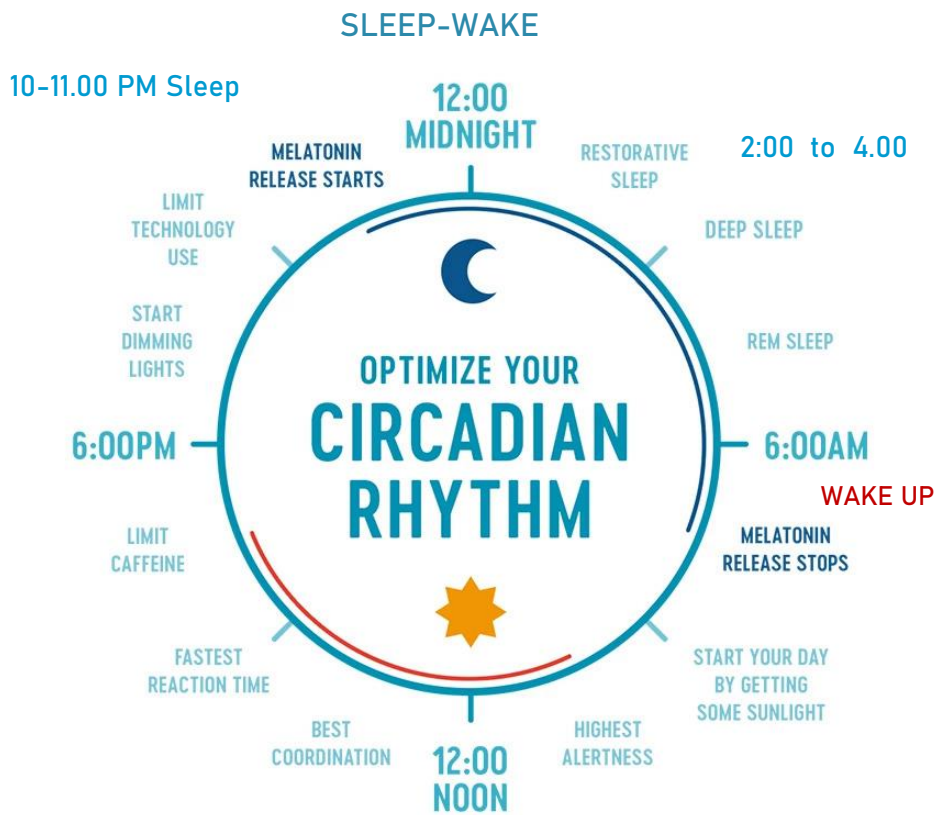 SLEEP-WAKE
10-11.00 PM Sleep
12:00
MIDNIGHT
MELATONIN
RELEASE STARTS
RESTORATIVE
SLEEP
2:00 to 4.00
LIMIT
TECHNOLOGY
USE
DEEP SLEEP
START
DIMMING
LIGHTS
REM SLEEP
OPTIMIZE YOUR
CIRCADIAN
RHYTHM
6:00PM
6:00AM
WAKE UP
LIMIT
CAFFEINE
MELATONIN
RELEASE STOPS
FASTEST
REACTION TIME
START YOUR DAY
BY GETTING
SOME SUNLIGHT
BEST
COORDINATION
HIGHEST
ALERTNESS
12:00
NOON